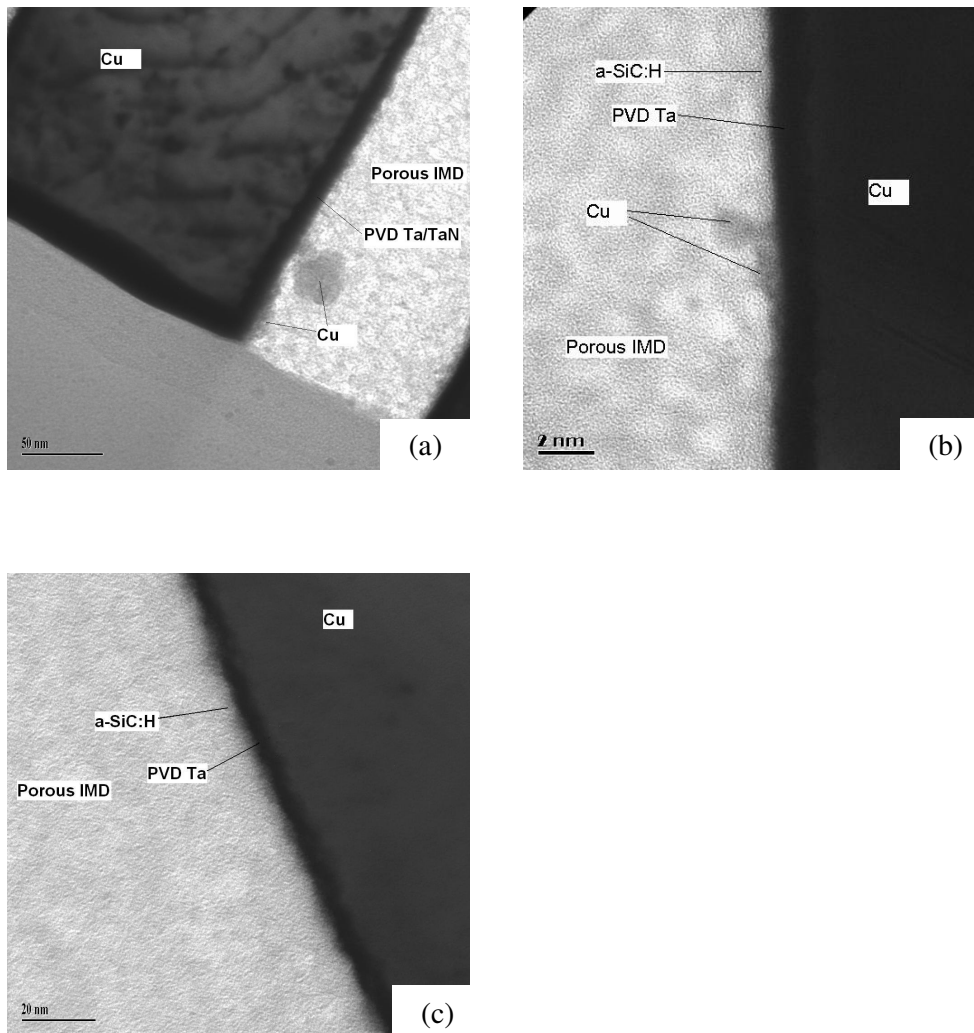 Cu
Porous IMD
PVD Ta/TaN
Cu
50 nm
(a)
a-SiC:H
PVD Ta
Cu
Cu
Porous IMD
2 nm
(b)
Cu
a-SiC:H
PVD Ta
Porous IMD
20 nm
(c)